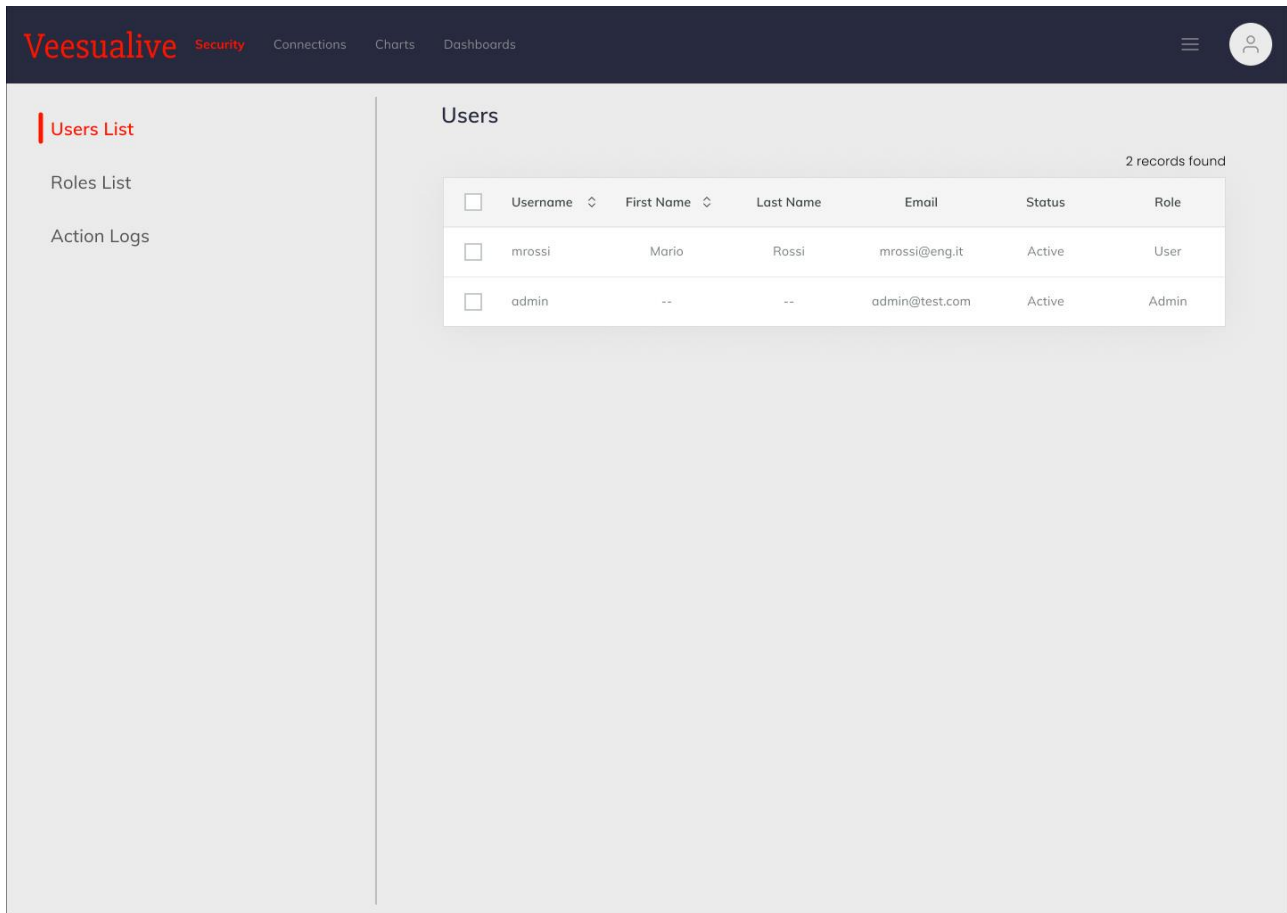 Veesualive Security Connections Charts Dashboards
Users List
Roles List
Action Logs
Users
2 records found
Username First Name Last Name Email Status Role
mrossi Mario Rossi mrossi@eng.it Active User
admin -- -- admin@test.com Active Admin